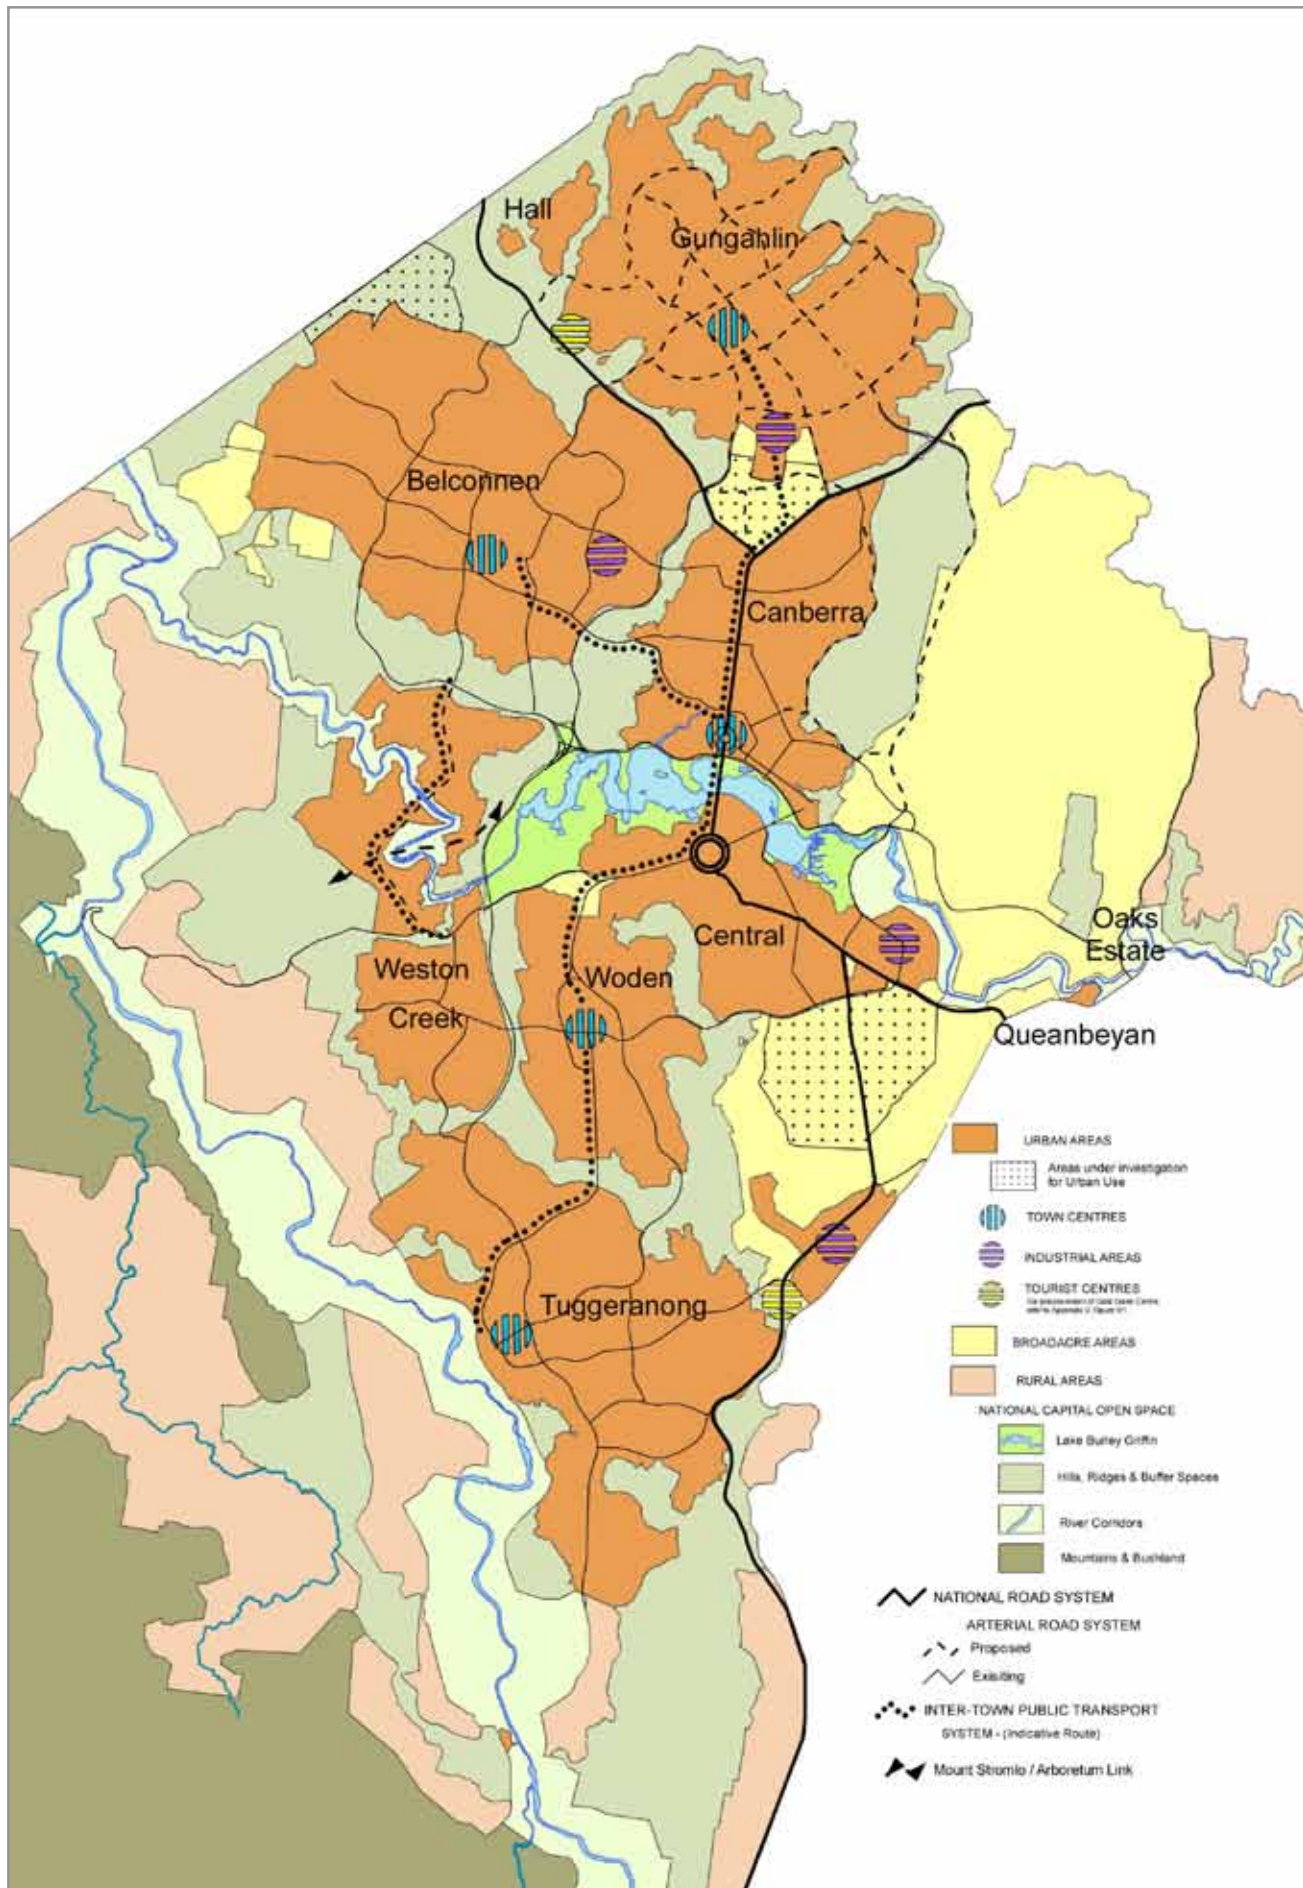 Hall
Gungahlin
Belconnen
Canberra
Oaks
Estate
Central
Weston
Creek
Woden
Queanbeyan
Tuggeranong
URBAN AREAS
Areas under investigation
for Urban Use
TOWN CENTRES
INDUSTRIAL AREAS
TOURIST CENTRES
BROADACRE AREAS
RURAL AREAS
NATIONAL CAPITAL OPEN SPACE
Lake Burley Griffin
Hills, Ridges & Buffer Spaces
River Corridors
Mountains & Bushland
NATIONAL ROAD SYSTEM
ARTERIAL ROAD SYSTEM
Proposed
Exisiting
INTER-TOWN PUBLIC TRANSPORT
SYSTEM - (Indicative Route)
Mount Stromlo / Arboretum Link